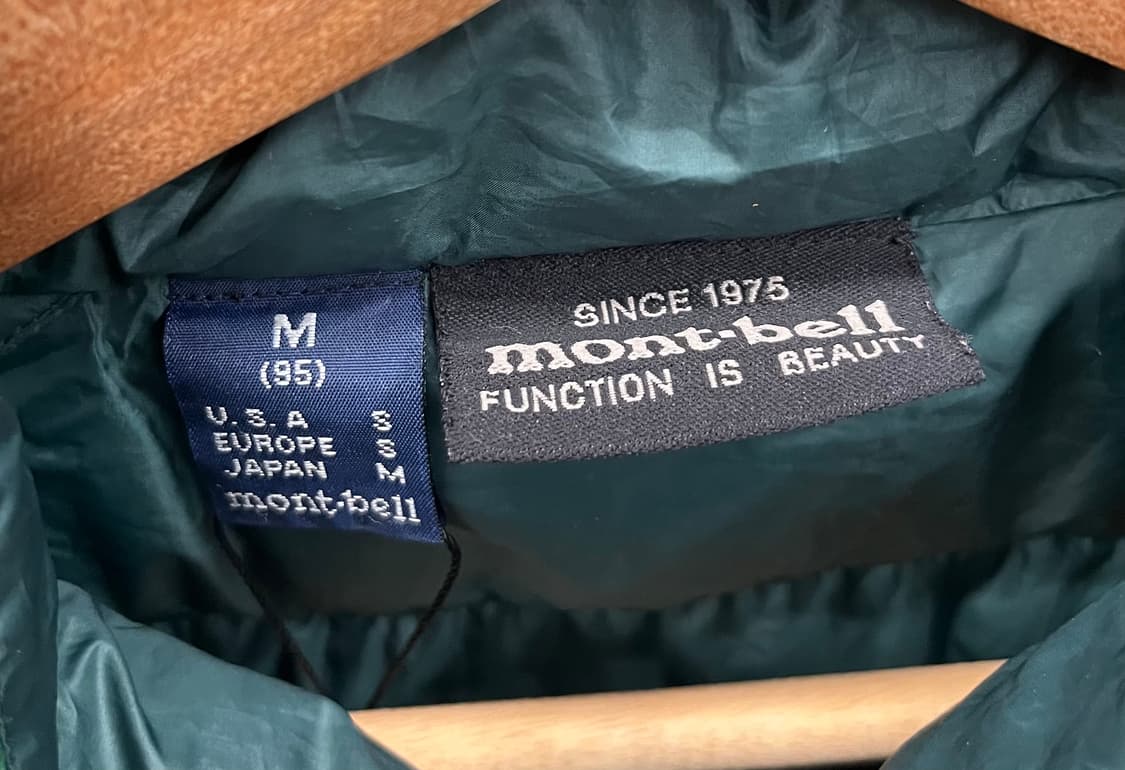 M
(95)
U.S.A S
EUROPE S
JAPAN M
mont-bell
SINCE 1975
mont-bell
FUNCTION IS BEAUTY